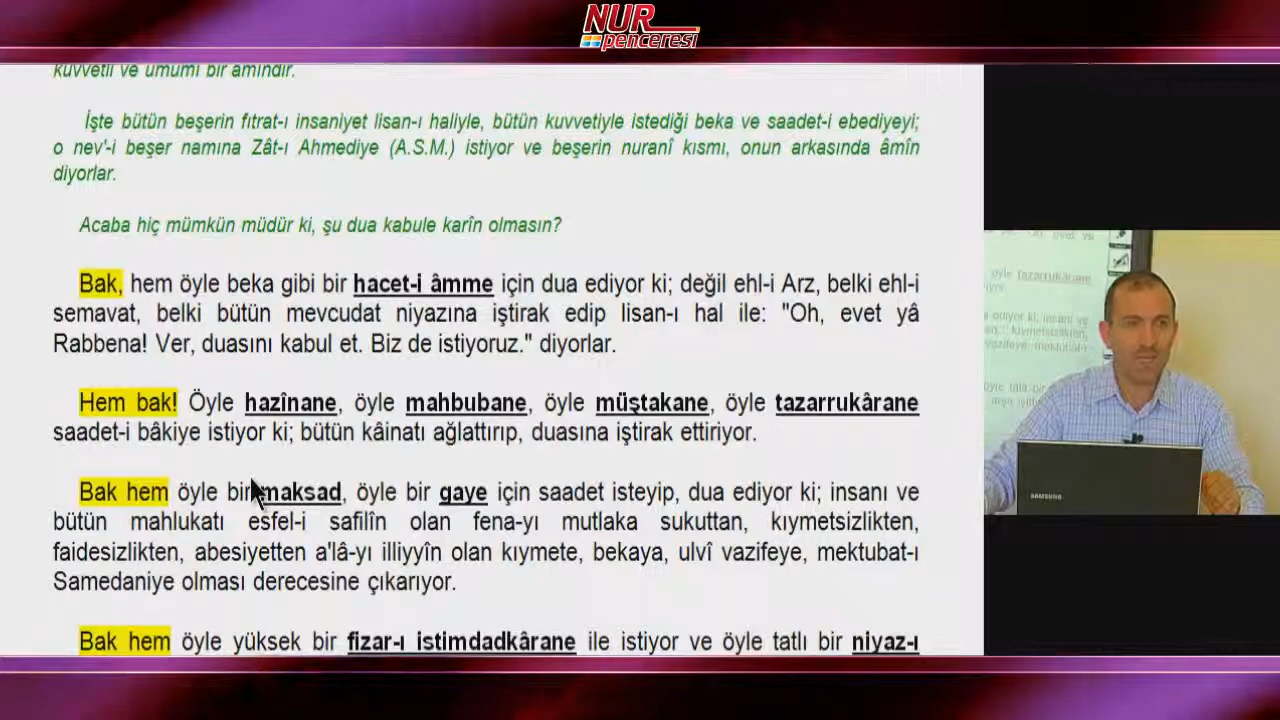 NUR
penceresi
kuvvetli ve umumî bir âmindir.
İşte bütün beşerin fıtrat-ı insaniyet lisan-ı haliyle, bütün kuvvetiyle istediği beka ve saadet-i ebediyeyi;
o nev'-i beşer namına Zât-ı Ahmediye (A.S.M.) istiyor ve beşerin nuranî kısmı, onun arkasında âmîn
diyorlar.
Acaba hiç mümkün müdür ki, şu dua kabule karîn olmasın?
Bak, hem öyle beka gibi bir hacet-i âmme için dua ediyor ki; değil ehl-i Arz, belki ehl-i
semavat, belki bütün mevcudat niyazına iştirak edip lisan-ı hal ile: "Oh, evet yâ
Rabbena! Ver, duasını kabul et. Biz de istiyoruz." diyorlar.
Hem bak! Öyle hazînane, öyle mahbubane, öyle müştakane, öyle tazarrukârane
saadet-i bâkiye istiyor ki; bütün kâinatı ağlattırıp, duasına iştirak ettiriyor.
Bak hem öyle bir maksad, öyle bir gaye için saadet isteyip, dua ediyor ki; insanı ve
bütün mahlukatı esfel-i safilîn olan fena-yı mutlaka sukuttan, kıymetsizlikten,
faidesizlikten, abesiyetten a'lâ-yı illiyyîn olan kıymete, bekaya, ulvî vazifeye, mektubat-ı
Samedaniye olması derecesine çıkarıyor.
Bak hem öyle yüksek bir fizar-ı istimdadkârane ile istiyor ve öyle tatlı bir niyaz-ı
tazarrukârane
SAMSUNG